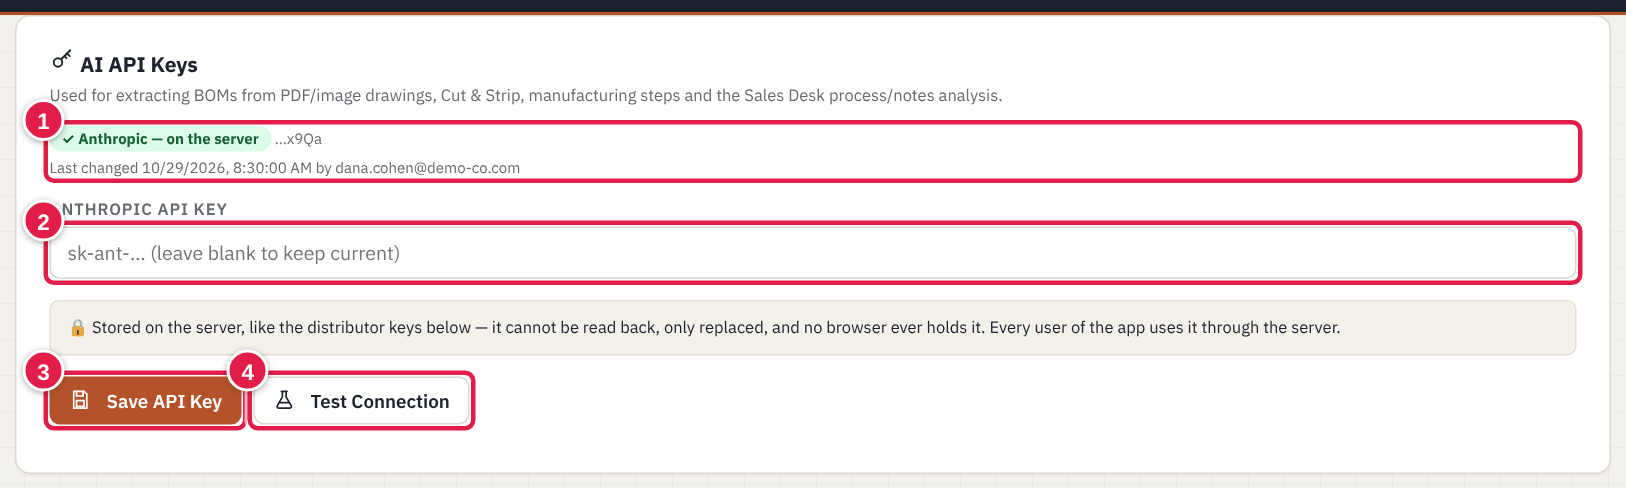 AI API Keys
Used for extracting BOMs from PDF/image drawings, Cut & Strip, manufacturing steps and the Sales Desk process/notes analysis.
1
✓ Anthropic — on the server ...x9Qa
Last changed 10/29/2026, 8:30:00 AM by dana.cohen@demo-co.com
NTHROPIC API KEY
2
sk-ant-... (leave blank to keep current)
🔒 Stored on the server, like the distributor keys below — it cannot be read back, only replaced, and no browser ever holds it. Every user of the app uses it through the server.
3
Save API Key
4
Test Connection